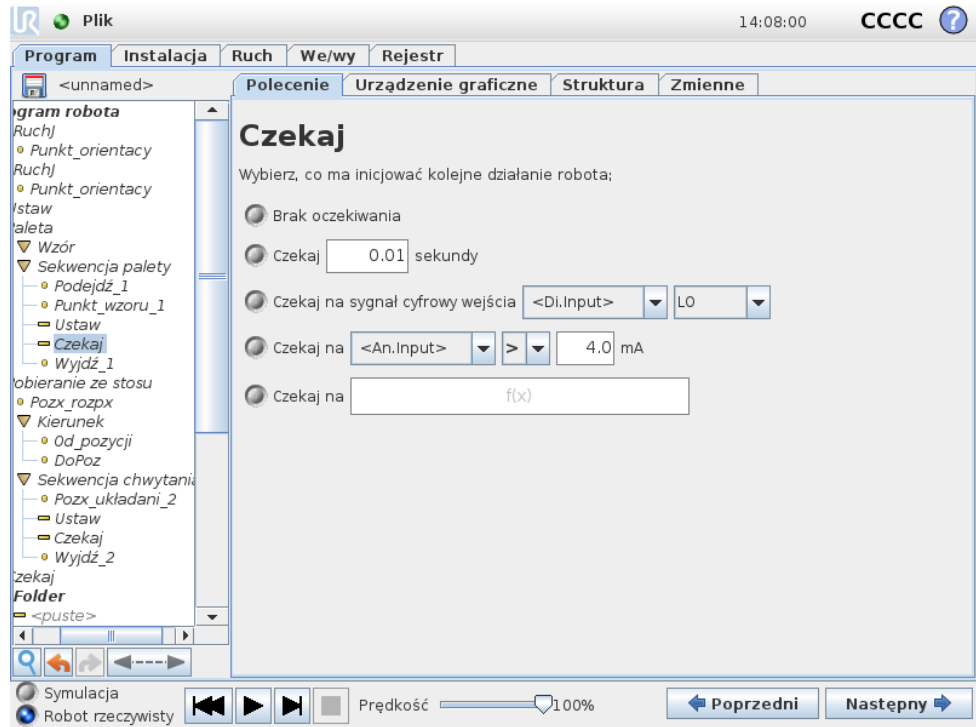 UR Plik 14:08:00 CCCC ?
Program Instalacja Ruch We/wy Rejestr
<unnamed> Polecenie Urządzenie graficzne Struktura Zmienne
ogram robota
RuchJ
Punkt_orientacy
RuchJ
Punkt_orientacy
Ustaw
Paleta
Wzór
Sekwencja palety
Podejdź_1
Punkt_wzoru_1
Ustaw
Czekaj
Wyjdź_1
obieranie ze stosu
Pozx_rozpx
Kierunek
Od_pozycji
DoPoz
Sekwencja chwytani
Pozx_układani_2
Ustaw
Czekaj
Wyjdź_2
Czekaj
Folder
<puste>
Czekaj
Wybierz, co ma inicjować kolejne działanie robota;
Brak oczekiwania
Czekaj 0.01 sekundy
Czekaj na sygnał cyfrowy wejścia <Di.Input> LO
Czekaj na <An.Input> > 4.0 mA
Czekaj na f(x)
Symulacja
Robot rzeczywisty
Prędkość 100%
Poprzedni Następny